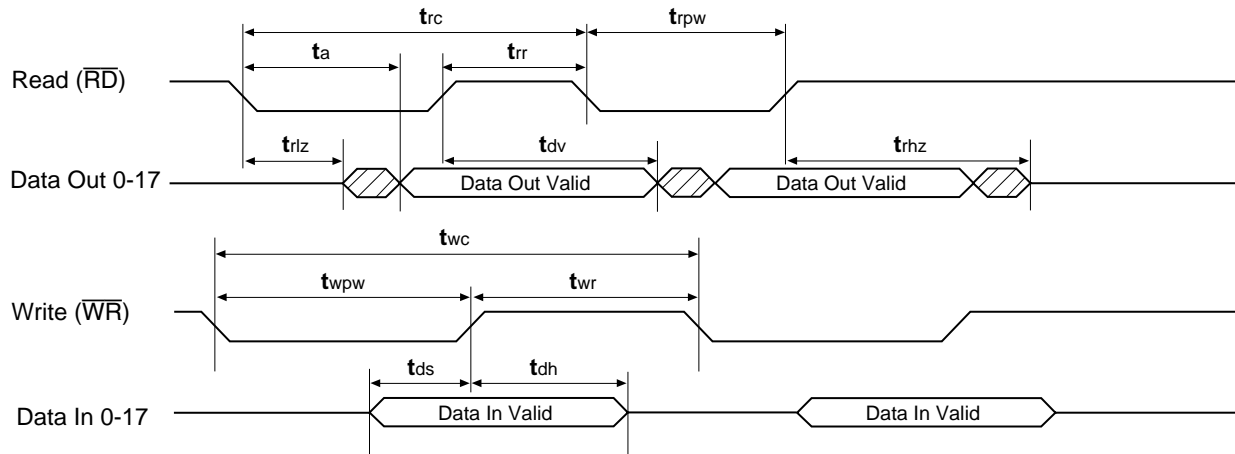 trc trpw
ta trr
Read (RD)
trlz tdv trhz
Data Out 0-17 Data Out Valid Data Out Valid
twc
twpw twr
Write (WR)
tds tdh
Data In 0-17 Data In Valid Data In Valid